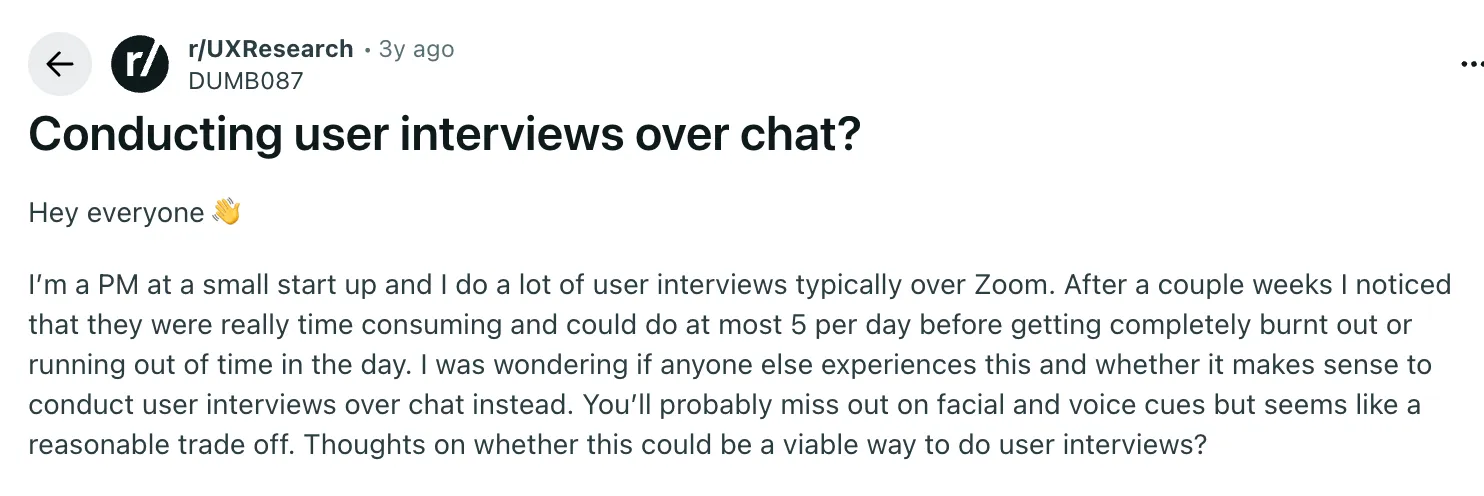 r/UXResearch • 3y ago
DUMB087
Conducting user interviews over chat?
Hey everyone 👋
I’m a PM at a small start up and I do a lot of user interviews typically over Zoom. After a couple weeks I noticed
that they were really time consuming and could do at most 5 per day before getting completely burnt out or
running out of time in the day. I was wondering if anyone else experiences this and whether it makes sense to
conduct user interviews over chat instead. You’ll probably miss out on facial and voice cues but seems like a
reasonable trade off. Thoughts on whether this could be a viable way to do user interviews?